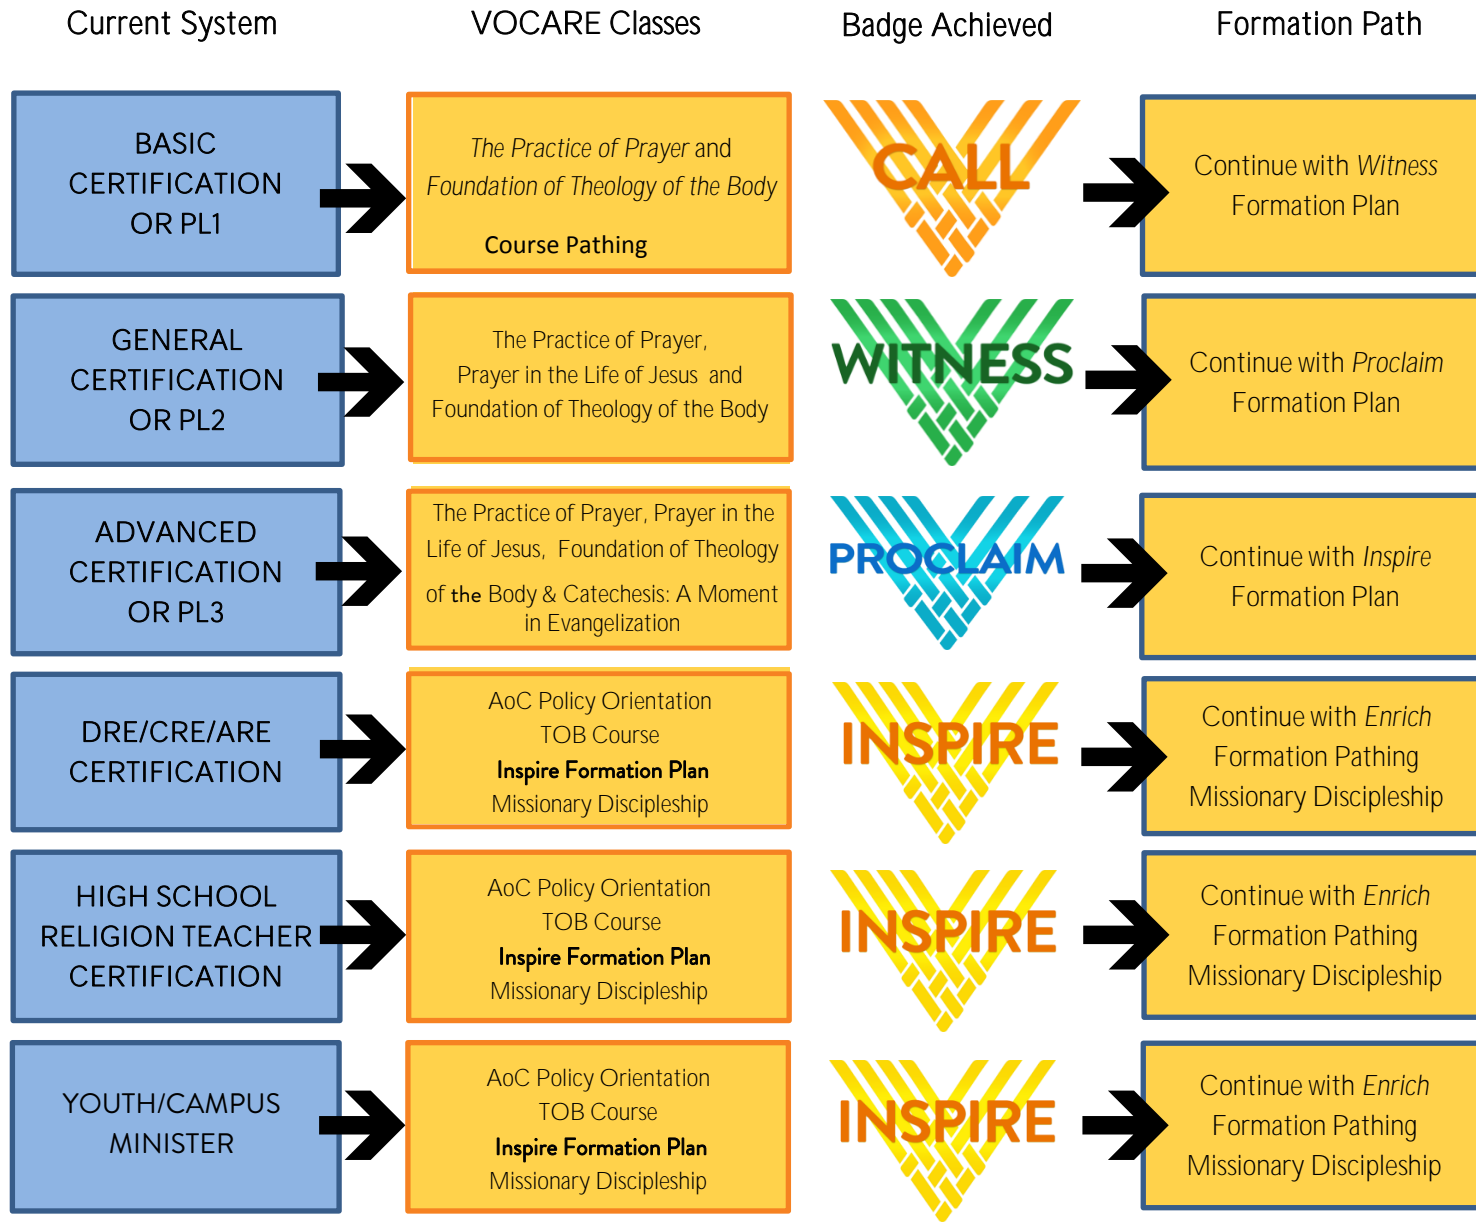 Current System
VOCARE Classes
Badge Achieved
Formation Path
BASIC
CERTIFICATION
OR PL1
The Practice of Prayer and
Foundation of Theology of the Body
Course Pathing
CALL
Continue with Witness
Formation Plan
GENERAL
CERTIFICATION
OR PL2
The Practice of Prayer,
Prayer in the Life of Jesus and
Foundation of Theology of the Body
WITNESS
Continue with Proclaim
Formation Plan
ADVANCED
CERTIFICATION
OR PL3
The Practice of Prayer, Prayer in the
Life of Jesus, Foundation of Theology
of the Body & Catechesis: A Moment
in Evangelization
PROCLAIM
Continue with Inspire
Formation Plan
DRE/CRE/ARE
CERTIFICATION
AoC Policy Orientation
TOB Course
Inspire Formation Plan
Missionary Discipleship
INSPIRE
Continue with Enrich
Formation Pathing
Missionary Discipleship
HIGH SCHOOL
RELIGION TEACHER
CERTIFICATION
AoC Policy Orientation
TOB Course
Inspire Formation Plan
Missionary Discipleship
INSPIRE
Continue with Enrich
Formation Pathing
Missionary Discipleship
YOUTH/CAMPUS
MINISTER
AoC Policy Orientation
TOB Course
Inspire Formation Plan
Missionary Discipleship
INSPIRE
Continue with Enrich
Formation Pathing
Missionary Discipleship